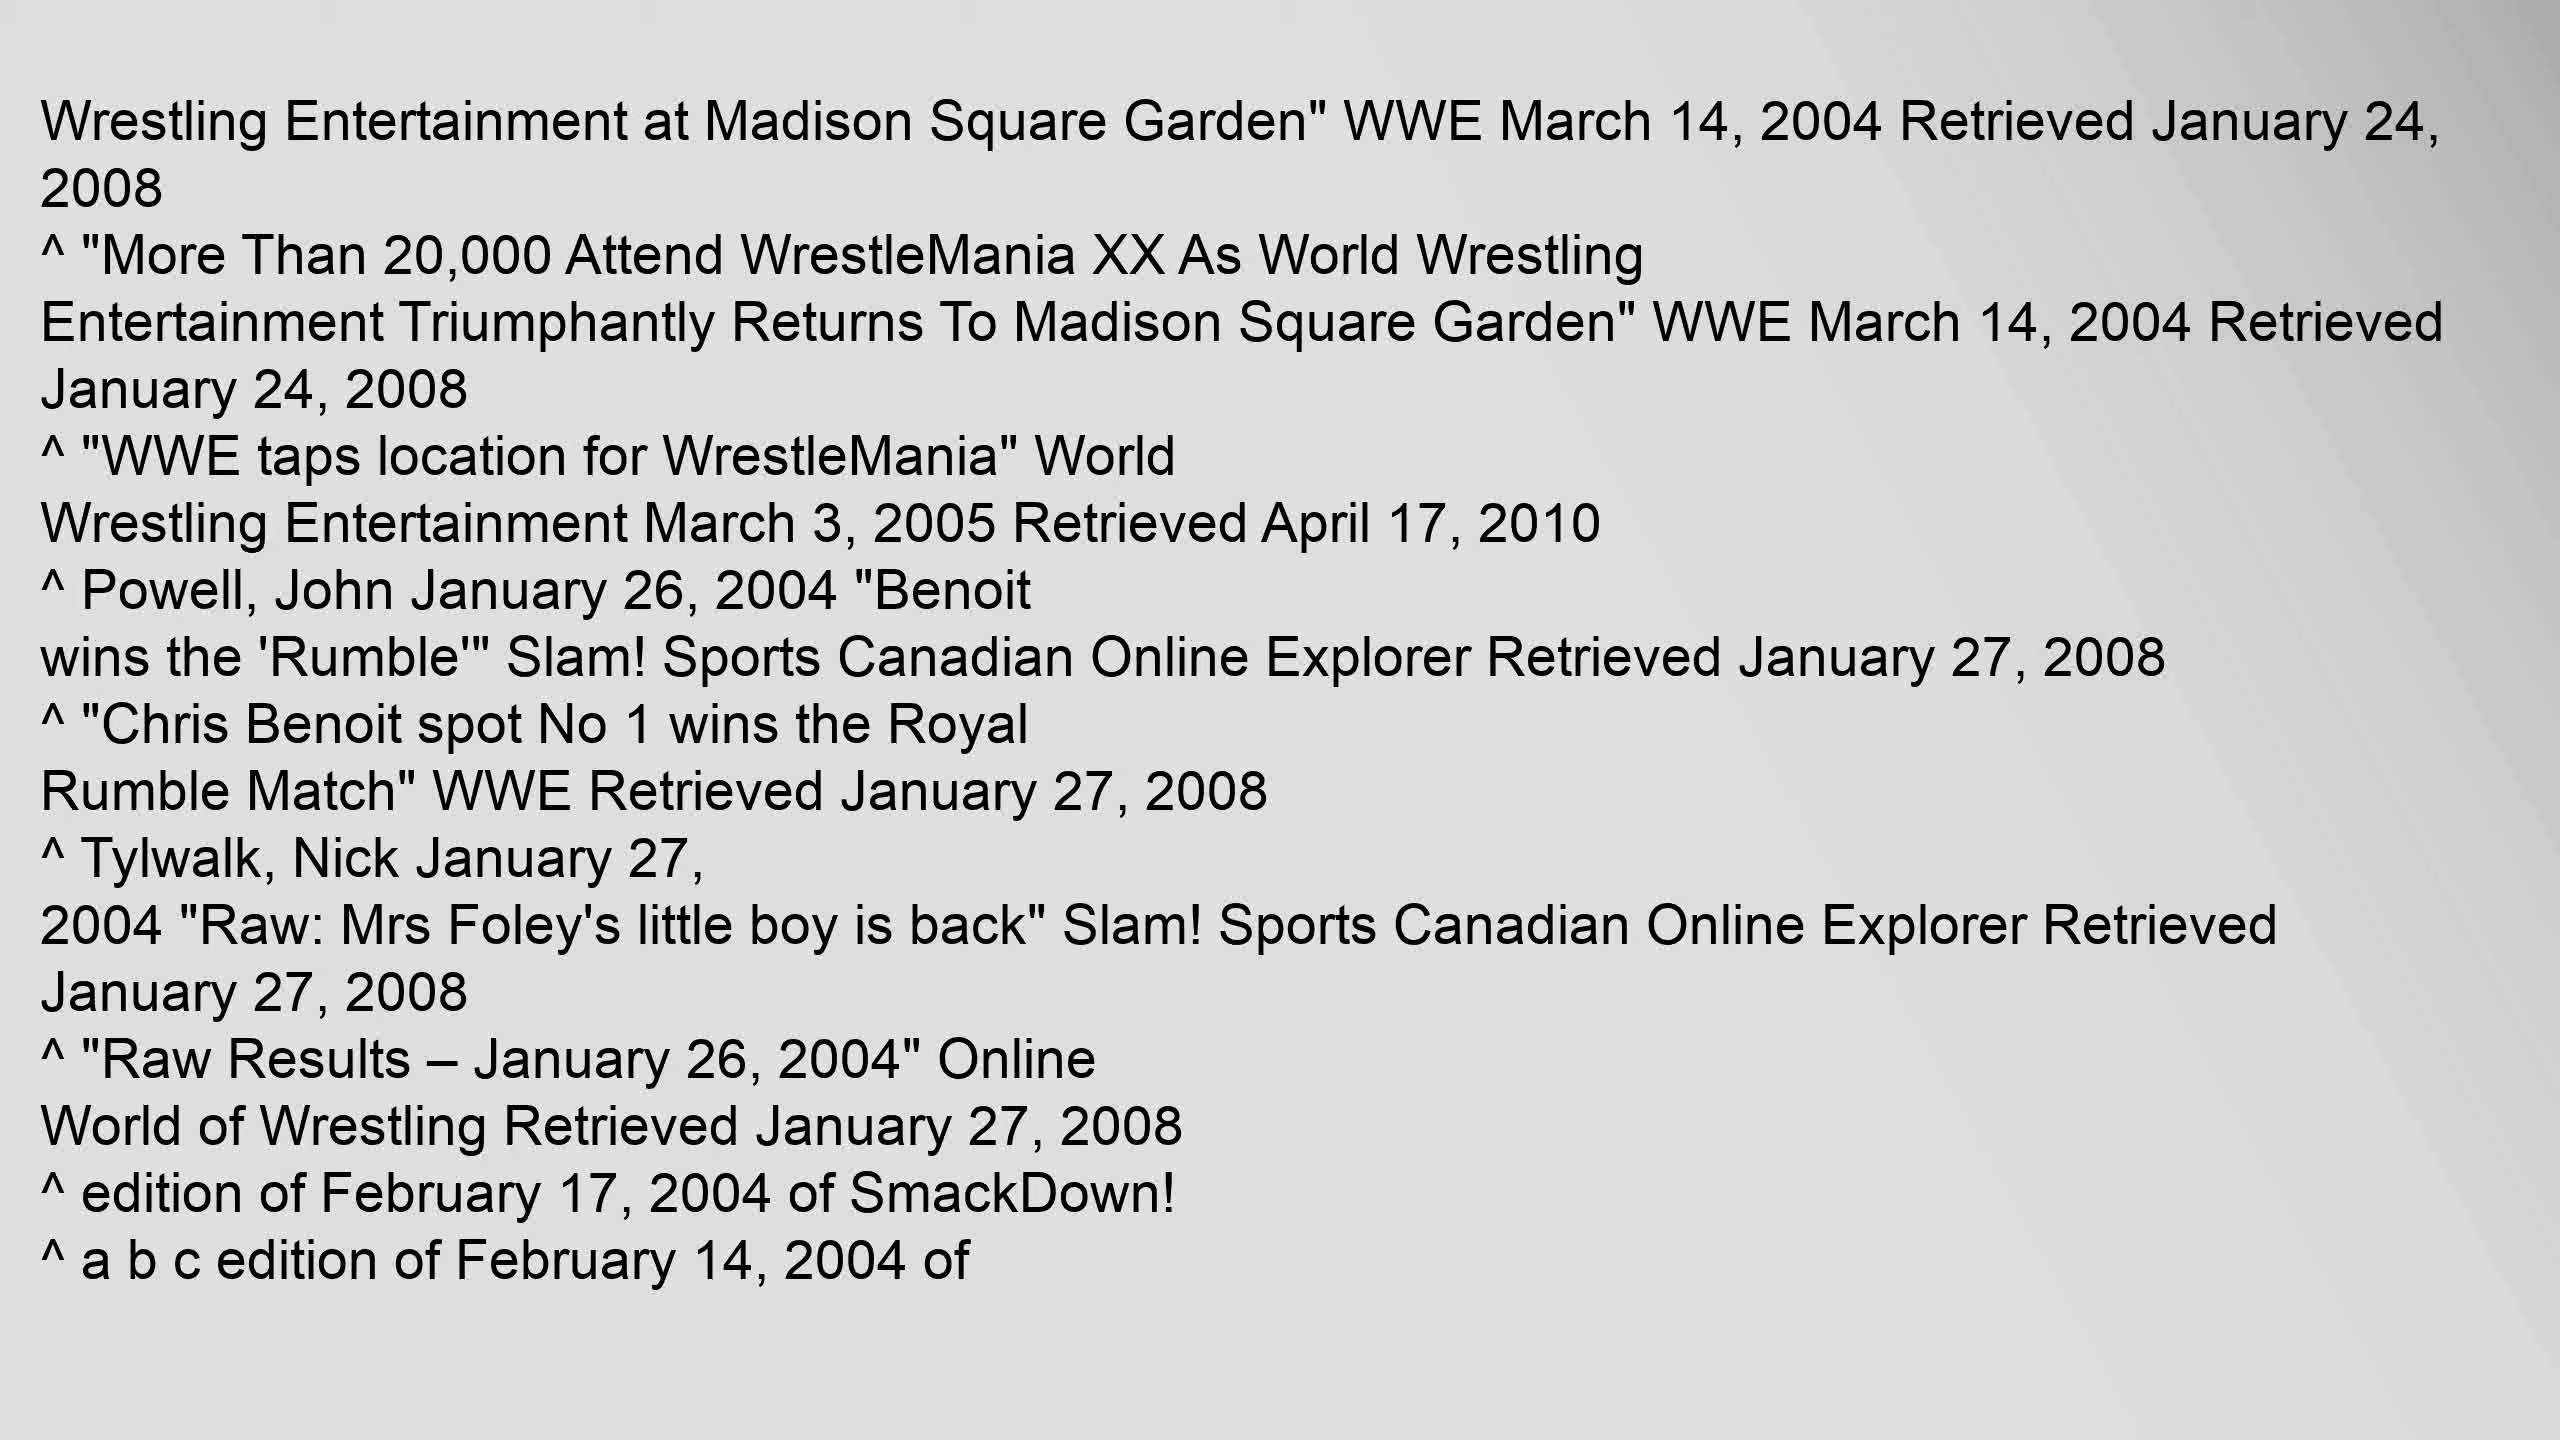 Wrestling Entertainment at Madison Square Garden" WWE March 14, 2004 Retrieved January 24,
2008
^ "More Than 20,000 Attend WrestleMania XX As World Wrestling
Entertainment Triumphantly Returns To Madison Square Garden" WWE March 14, 2004 Retrieved
January 24, 2008
^ "WWE taps location for WrestleMania" World
Wrestling Entertainment March 3, 2005 Retrieved April 17, 2010
^ Powell, John January 26, 2004 "Benoit
wins the 'Rumble'" Slam! Sports Canadian Online Explorer Retrieved January 27, 2008
^ "Chris Benoit spot No 1 wins the Royal
Rumble Match" WWE Retrieved January 27, 2008
^ Tylwalk, Nick January 27,
2004 "Raw: Mrs Foley's little boy is back" Slam! Sports Canadian Online Explorer Retrieved
January 27, 2008
^ "Raw Results – January 26, 2004" Online
World of Wrestling Retrieved January 27, 2008
^ edition of February 17, 2004 of SmackDown!
^ a b c edition of February 14, 2004 of